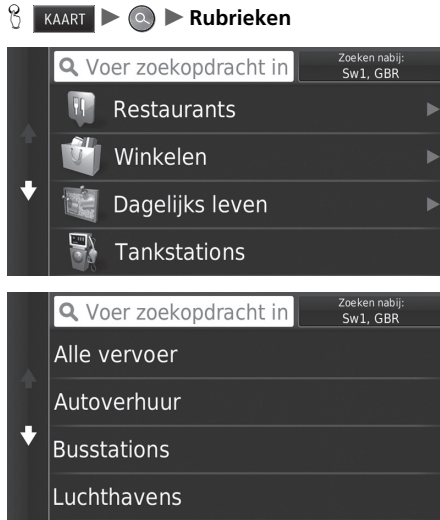 KAART Rubrieken
Voer zoekopdracht in
Zoeken nabij:
Sw1, GBR
Restaurants
Winkelen
Dagelijks leven
Tankstations
Voer zoekopdracht in
Zoeken nabij:
Sw1, GBR
Alle vervoer
Autoverhuur
Busstations
Luchthavens